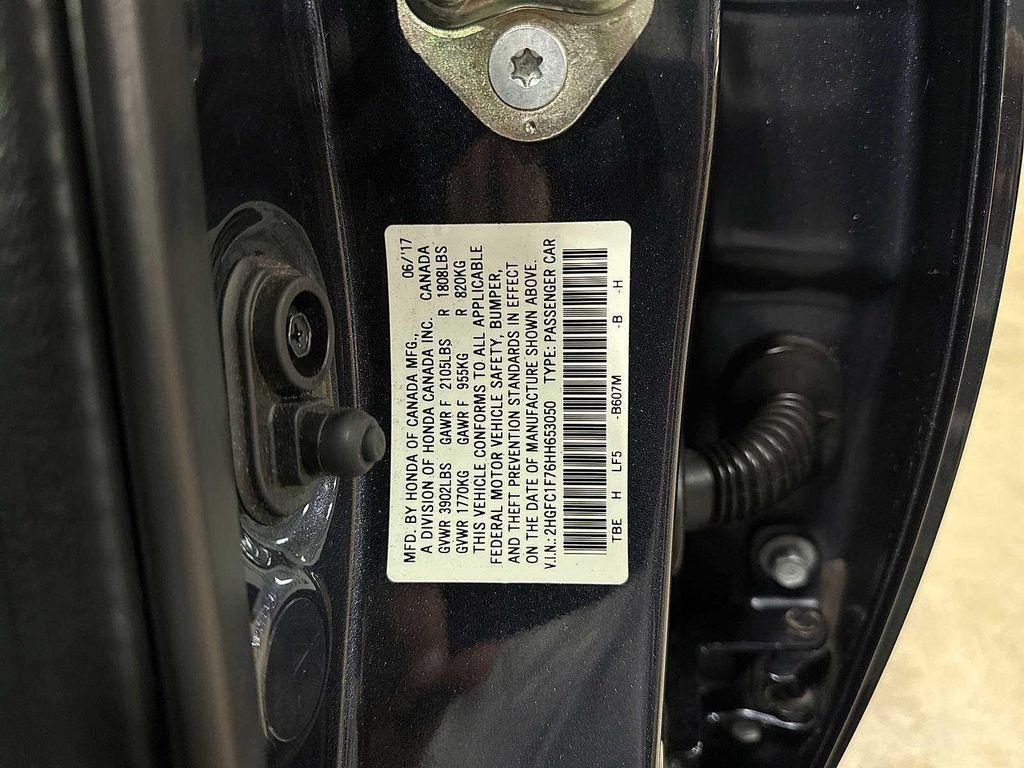 MFD. BY HONDA OF CANADA MFG., 06/'17
A DIVISION OF HONDA CANADA INC. CANADA
GVWR 3902LBS GAWR F 2105LBS R 1808LBS
GVWR 1770KG GAWR F 955KG R 820KG
THIS VEHICLE CONFORMS TO ALL APPLICABLE
FEDERAL MOTOR VEHICLE SAFETY, BUMPER,
AND THEFT PREVENTION STANDARDS IN EFFECT
ON THE DATE OF MANUFACTURE SHOWN ABOVE.
V.I.N.: 2HGFC1F76HH653050 TYPE: PASSENGER CAR
TBE H LF5 -B607M -B -H